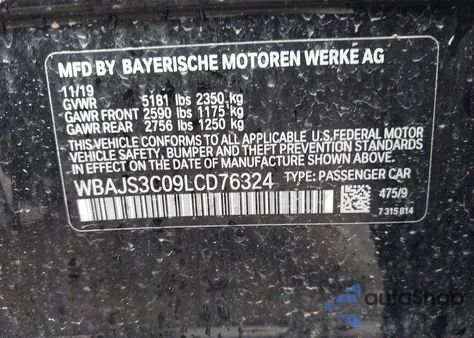 MFD BY BAYERISCHE MOTOREN WERKE AG
11/19
GVWR 5181 lbs 2350 kg
GAWR FRONT 2590 lbs 1175 kg
GAWR REAR 2756 lbs 1250 kg
THIS VEHICLE CONFORMS TO ALL APPLICABLE U.S.FEDERAL MOTOR
VEHICLE SAFETY, BUMPER AND THEFT PREVENTION STANDARDS IN
EFFECT ON THE DATE OF MANUFACTURE SHOWN ABOVE.
WBAJS3C09LCD76324 TYPE: PASSENGER CAR
475/9
7315814
autoSnap